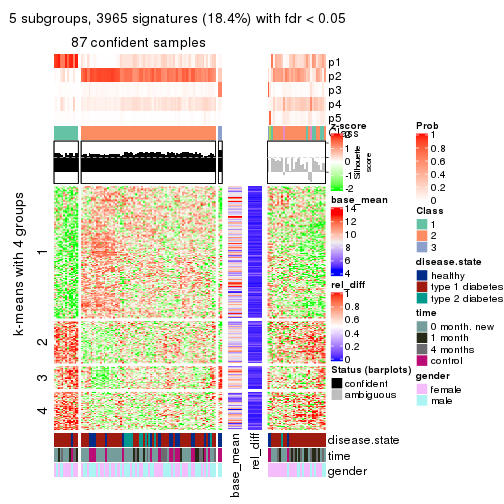 5 subgroups, 3965 signatures (18.4%) with fdr < 0.05
87 confident samples
p1
p2
p3
p4
p5
Class
k-means with 4 groups
1
2
3
4
Silhouette
score
z-score
2
1
0
-1
-2
base_mean
14
12
10
8
6
4
rel_diff
1
0.8
0.6
0.4
0.2
0
Status (barplots)
confident
ambiguous
Prob
1
0.8
0.6
0.4
0.2
0
Class
1
2
3
disease.state
healthy
type 1 diabetes
type 2 diabetes
time
0 month. new
1 month
4 months
control
gender
female
male
disease.state
time
gender
base_mean
rel_diff